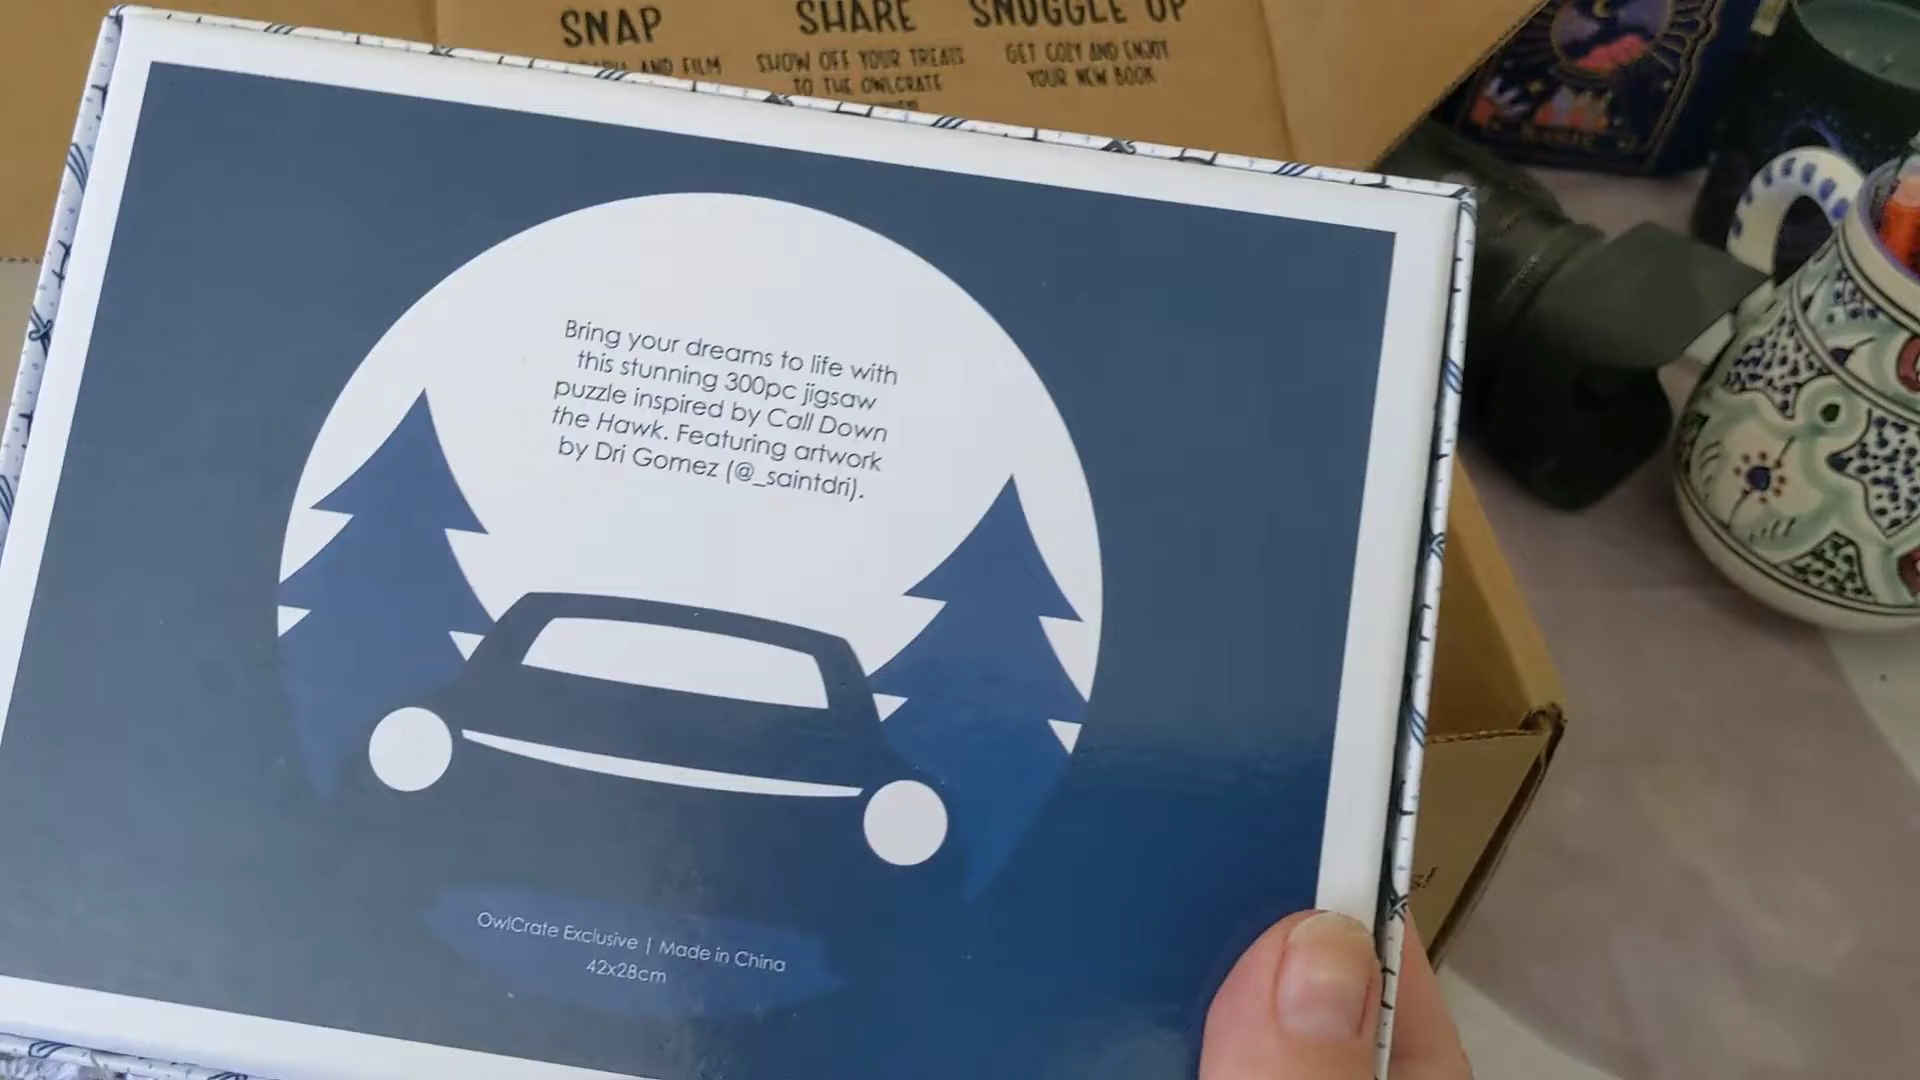 SNAP
AND FILM
SHARE
SHOW OFF YOUR TREATS
TO THE OWLCRATE
SNUGGLE UP
GET COZY AND ENJOY
YOUR NEW BOOK
Bring your dreams to life with
this stunning 300pc jigsaw
puzzle inspired by Call Down
the Hawk. Featuring artwork
by Dri Gomez (@_saintdri).
OwlCrate Exclusive | Made in China
42x28cm